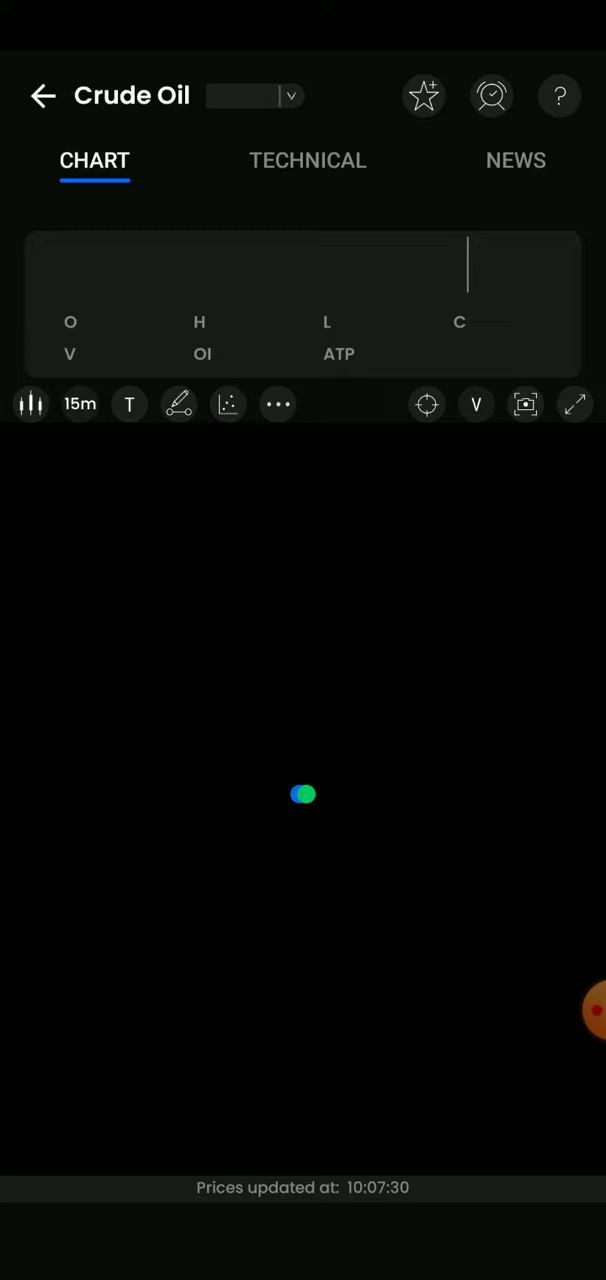 Crude Oil
?
CHART TECHNICAL NEWS
O H L C
V OI ATP
15m T V
Prices updated at: 10:07:30